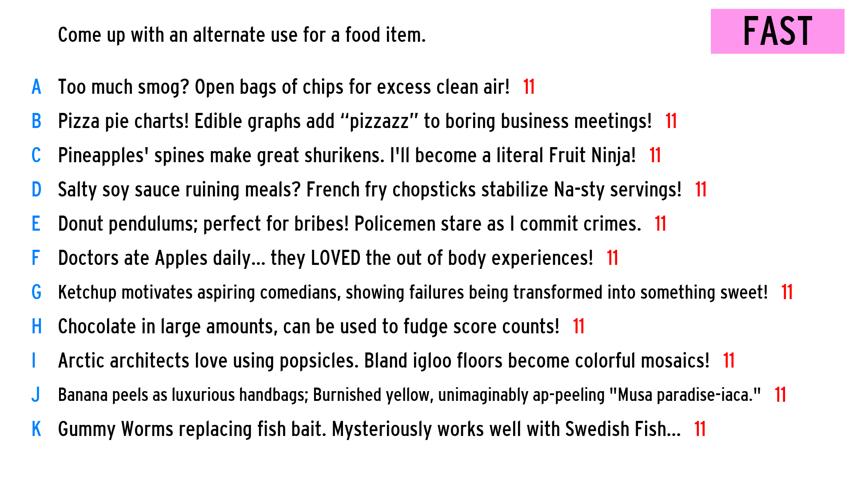 Come up with an alternate use for a food item.
FAST
A Too much smog? Open bags of chips for excess clean air! 11
B Pizza pie charts! Edible graphs add “pizzazz” to boring business meetings! 11
C Pineapples' spines make great shurikens. I'll become a literal Fruit Ninja! 11
D Salty soy sauce ruining meals? French fry chopsticks stabilize Na-sty servings! 11
E Donut pendulums; perfect for bribes! Policemen stare as I commit crimes. 11
F Doctors ate Apples daily... they LOVED the out of body experiences! 11
G Ketchup motivates aspiring comedians, showing failures being transformed into something sweet! 11
H Chocolate in large amounts, can be used to fudge score counts! 11
I Arctic architects love using popsicles. Bland igloo floors become colorful mosaics! 11
J Banana peels as luxurious handbags; Burnished yellow, unimaginably ap-peeling "Musa paradise-iaca." 11
K Gummy Worms replacing fish bait. Mysteriously works well with Swedish Fish... 11